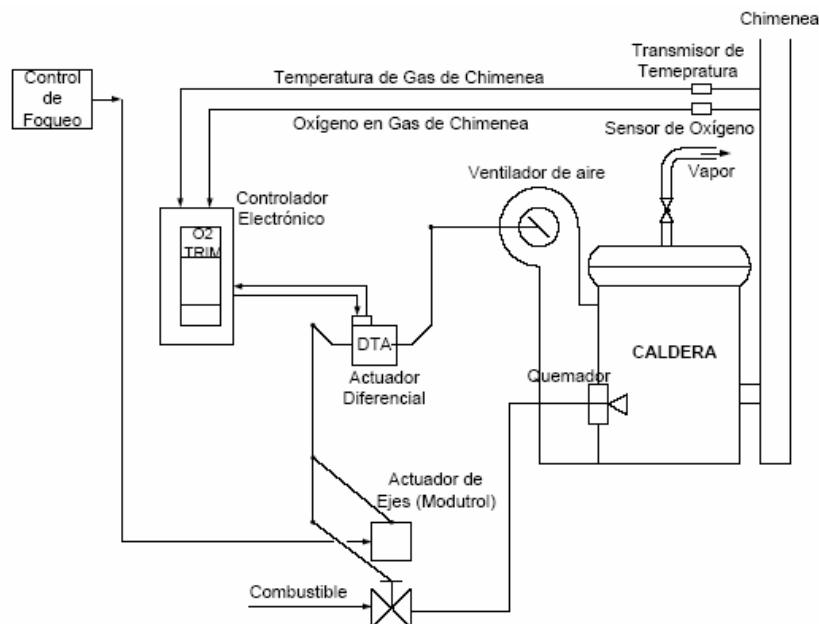 Chimenea
Transmisor de
Temepratura
Control
de
Foqueo
Temperatura de Gas de Chimenea
Oxígeno en Gas de Chimenea
Sensor de Oxígeno
Vapor
Ventilador de aire
Controlador
Electrónico
O2
TRIM
DTA
Actuador
Diferencial
CALDERA
Quemador
Actuador de
Ejes (Modutrol)
Combustible